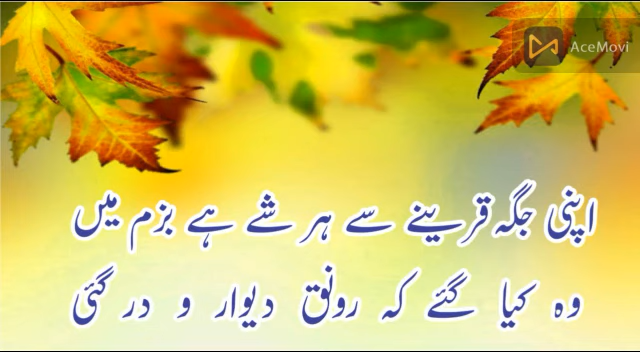 AceMovi
اپنی جگہ قرینے سے ہر شے ہے بزم میں
وہ کیا گئے کہ رونق دیوار و در گئی